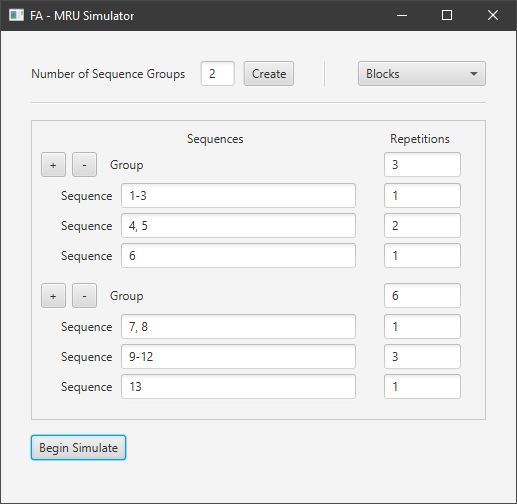 FA - MRU Simulator
Number of Sequence Groups 2 Create Blocks
Sequences Repetitions
+ - Group 3
Sequence 1-3 1
Sequence 4, 5 2
Sequence 6 1
+ - Group 6
Sequence 7, 8 1
Sequence 9-12 3
Sequence 13 1
Begin Simulate